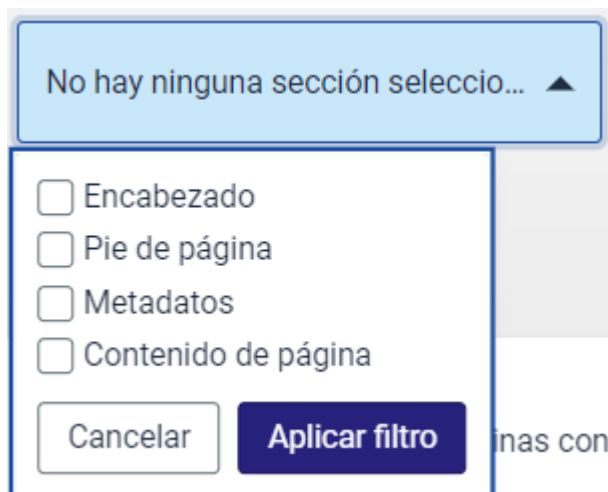 No hay ninguna sección seleccio...
Encabezado
Pie de página
Metadatos
Contenido de página
Cancelar Aplicar filtro inas con